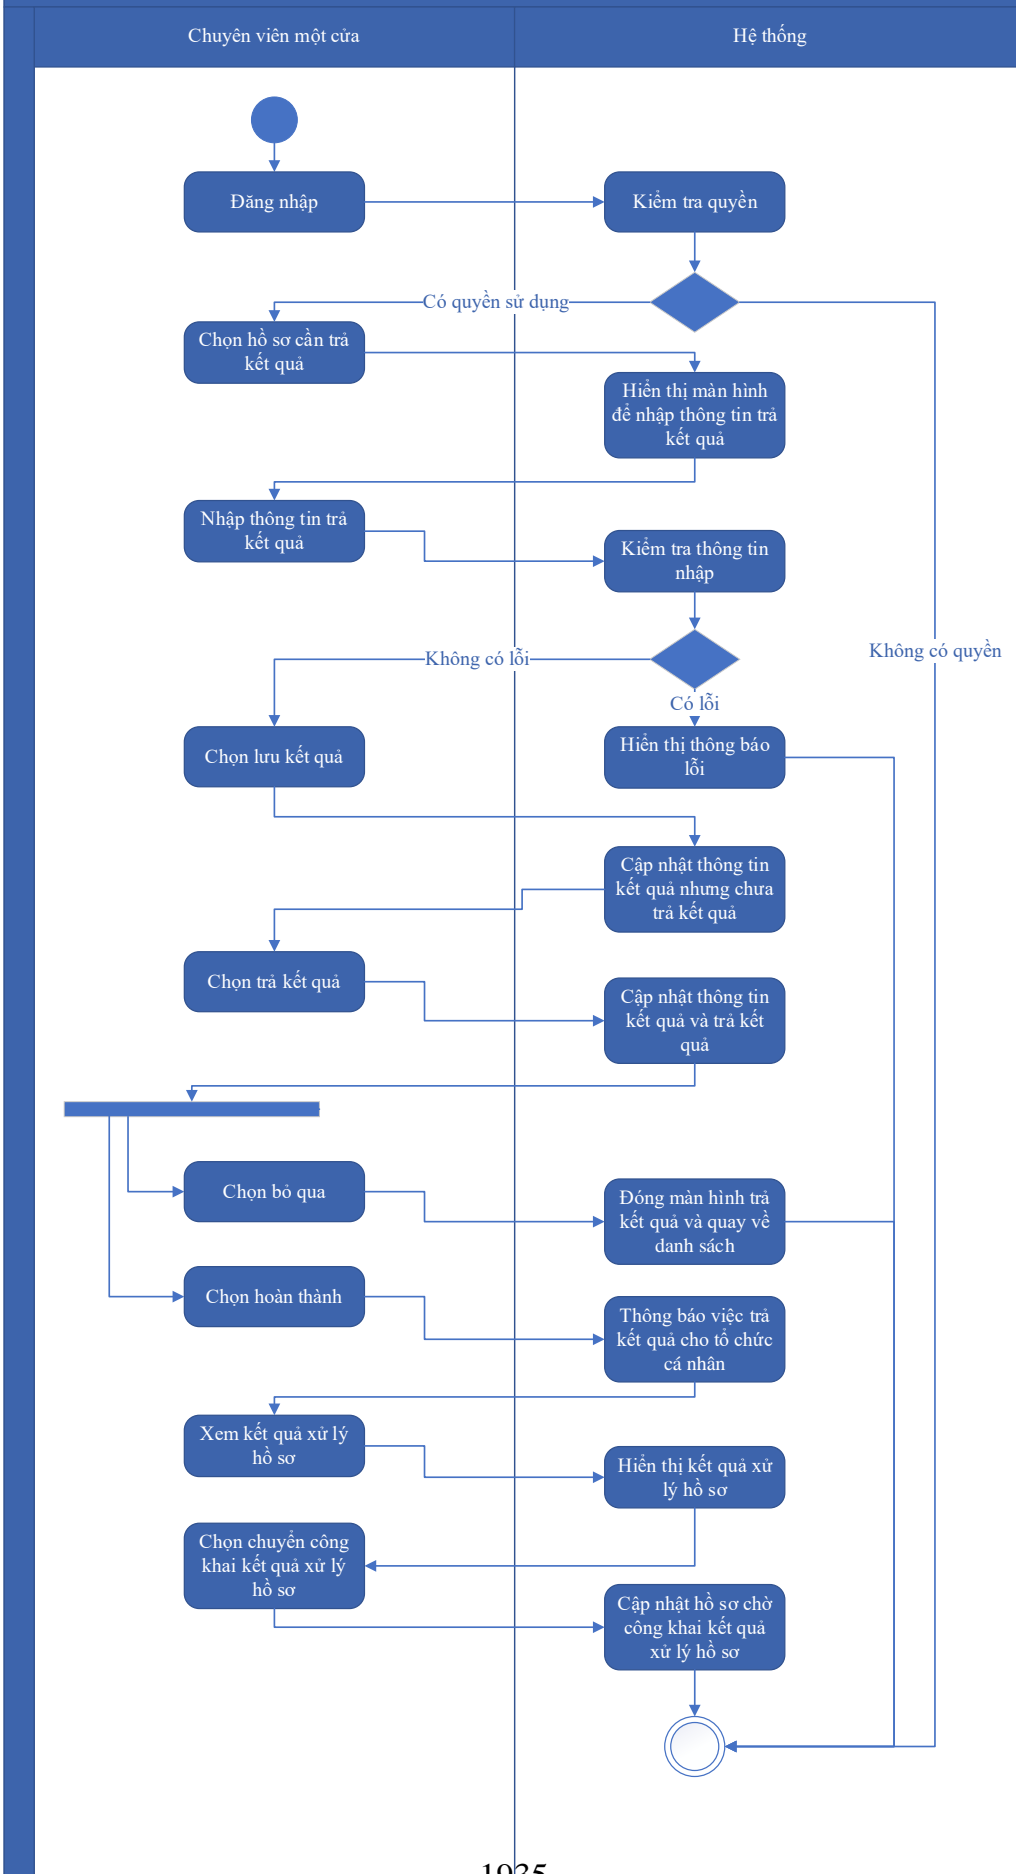 Chuyên viên một cửa
Hệ thống
Đăng nhập
Kiểm tra quyền
Có quyền sử dụng
Chọn hồ sơ cần trả
kết quả
Hiển thị màn hình
để nhập thông tin trả
kết quả
Nhập thông tin trả
kết quả
Kiểm tra thông tin
nhập
Không có quyền
Không có lỗi
Có lỗi
Chọn lưu kết quả
Hiển thị thông báo
lỗi
Cập nhật thông tin
kết quả nhưng chưa
trả kết quả
Chọn trả kết quả
Cập nhật thông tin
kết quả và trả kết
quả
Chọn bỏ qua
Đóng màn hình trả
kết quả và quay về
danh sách
Chọn hoàn thành
Thông báo việc trả
kết quả cho tổ chức
cá nhân
Xem kết quả xử lý
hồ sơ
Hiển thị kết quả xử
lý hồ sơ
Chọn chuyển công
khai kết quả xử lý
hồ sơ
Cập nhật hồ sơ chờ
công khai kết quả
xử lý hồ sơ
1935